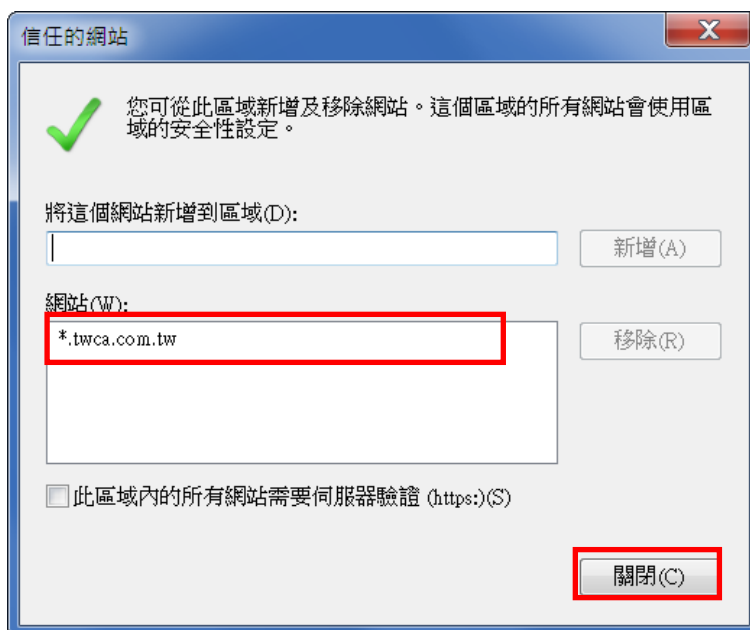 信任的網站
您可從此區域新增及移除網站。這個區域的所有網站會使用區
域的安全性設定。
將這個網站新增到區域(D):
新增(A)
網站(W):
*.twca.com.tw
移除(R)
此區域內的所有網站需要伺服器驗證 (https:)(S)
關閉(C)